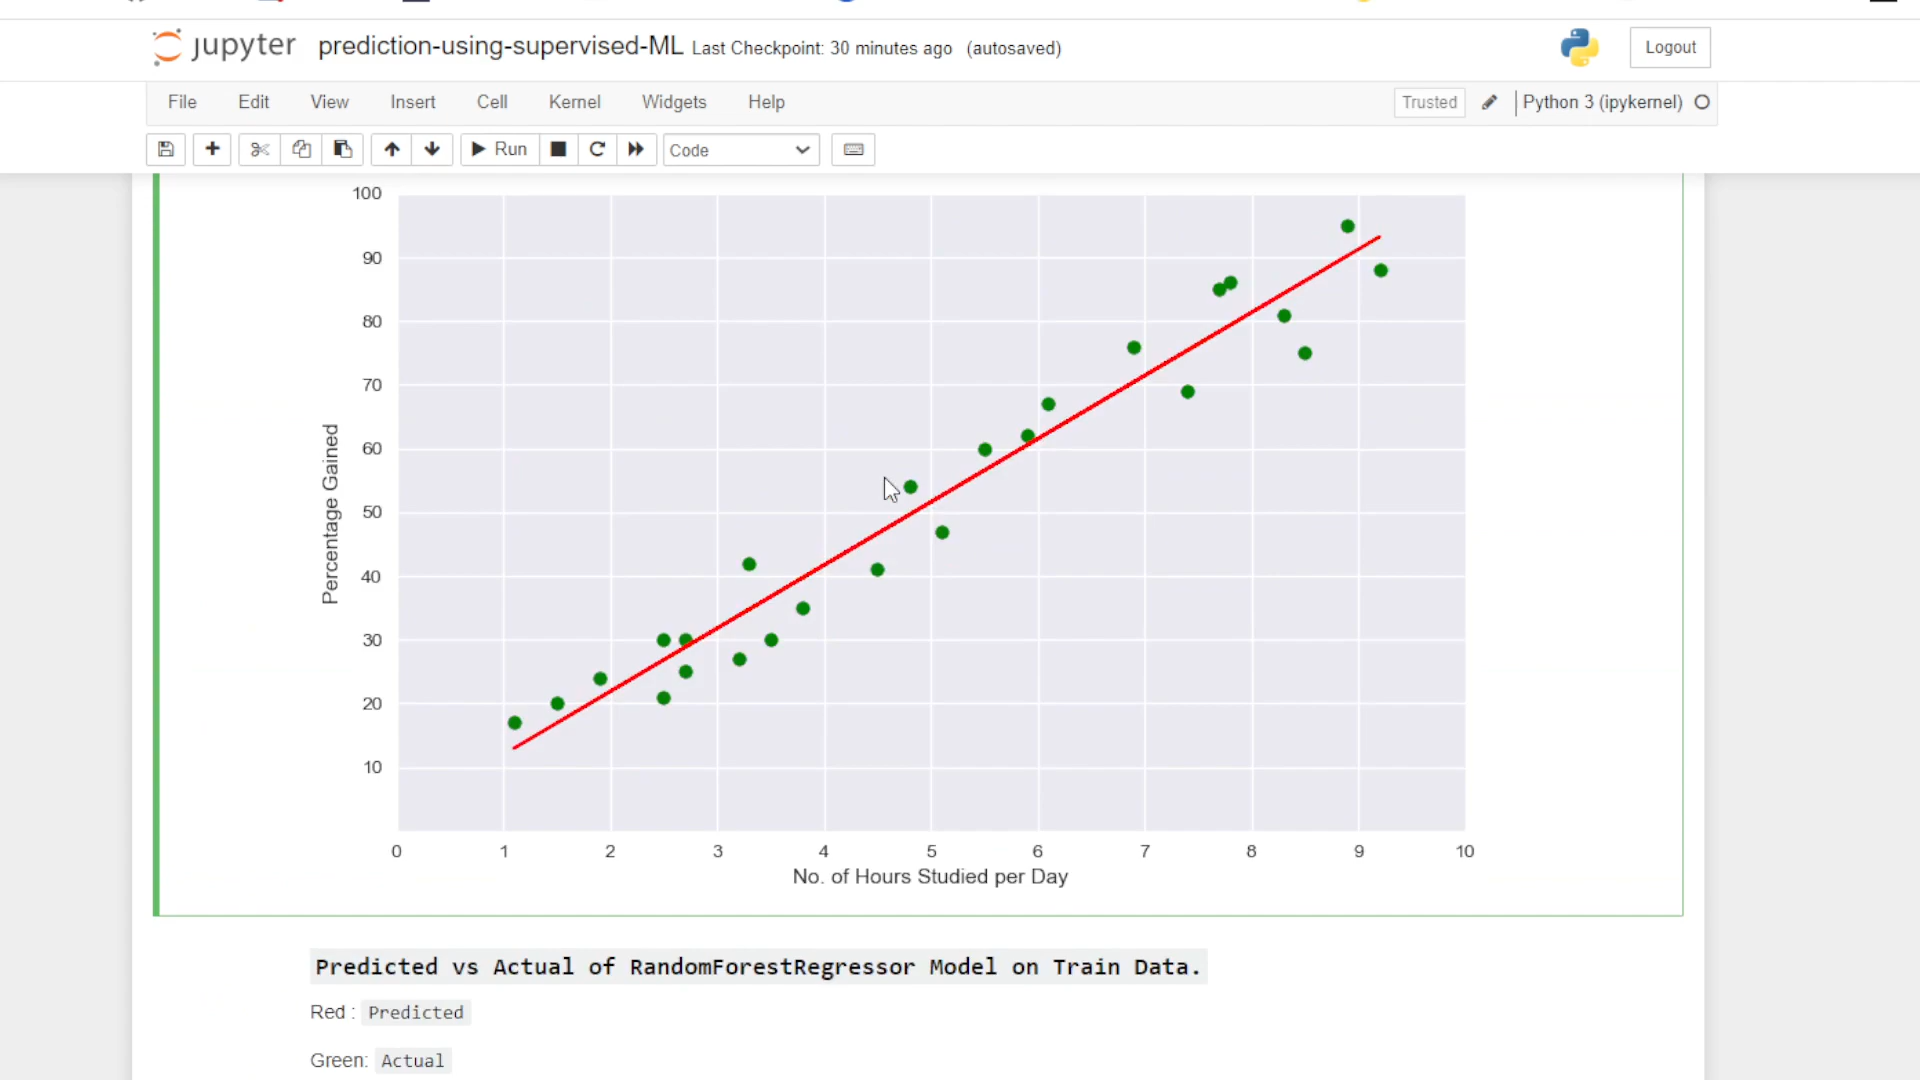 jupyter prediction-using-supervised-ML Last Checkpoint: 30 minutes ago (autosaved) Logout
File Edit View Insert Cell Kernel Widgets Help Trusted Python 3 (ipykernel)
Run Code
100
90
80
70
60
50
40
30
20
10
Percentage Gained
0 1 2 3 4 5 6 7 8 9 10
No. of Hours Studied per Day
Predicted vs Actual of RandomForestRegressor Model on Train Data.
Red : Predicted
Green: Actual